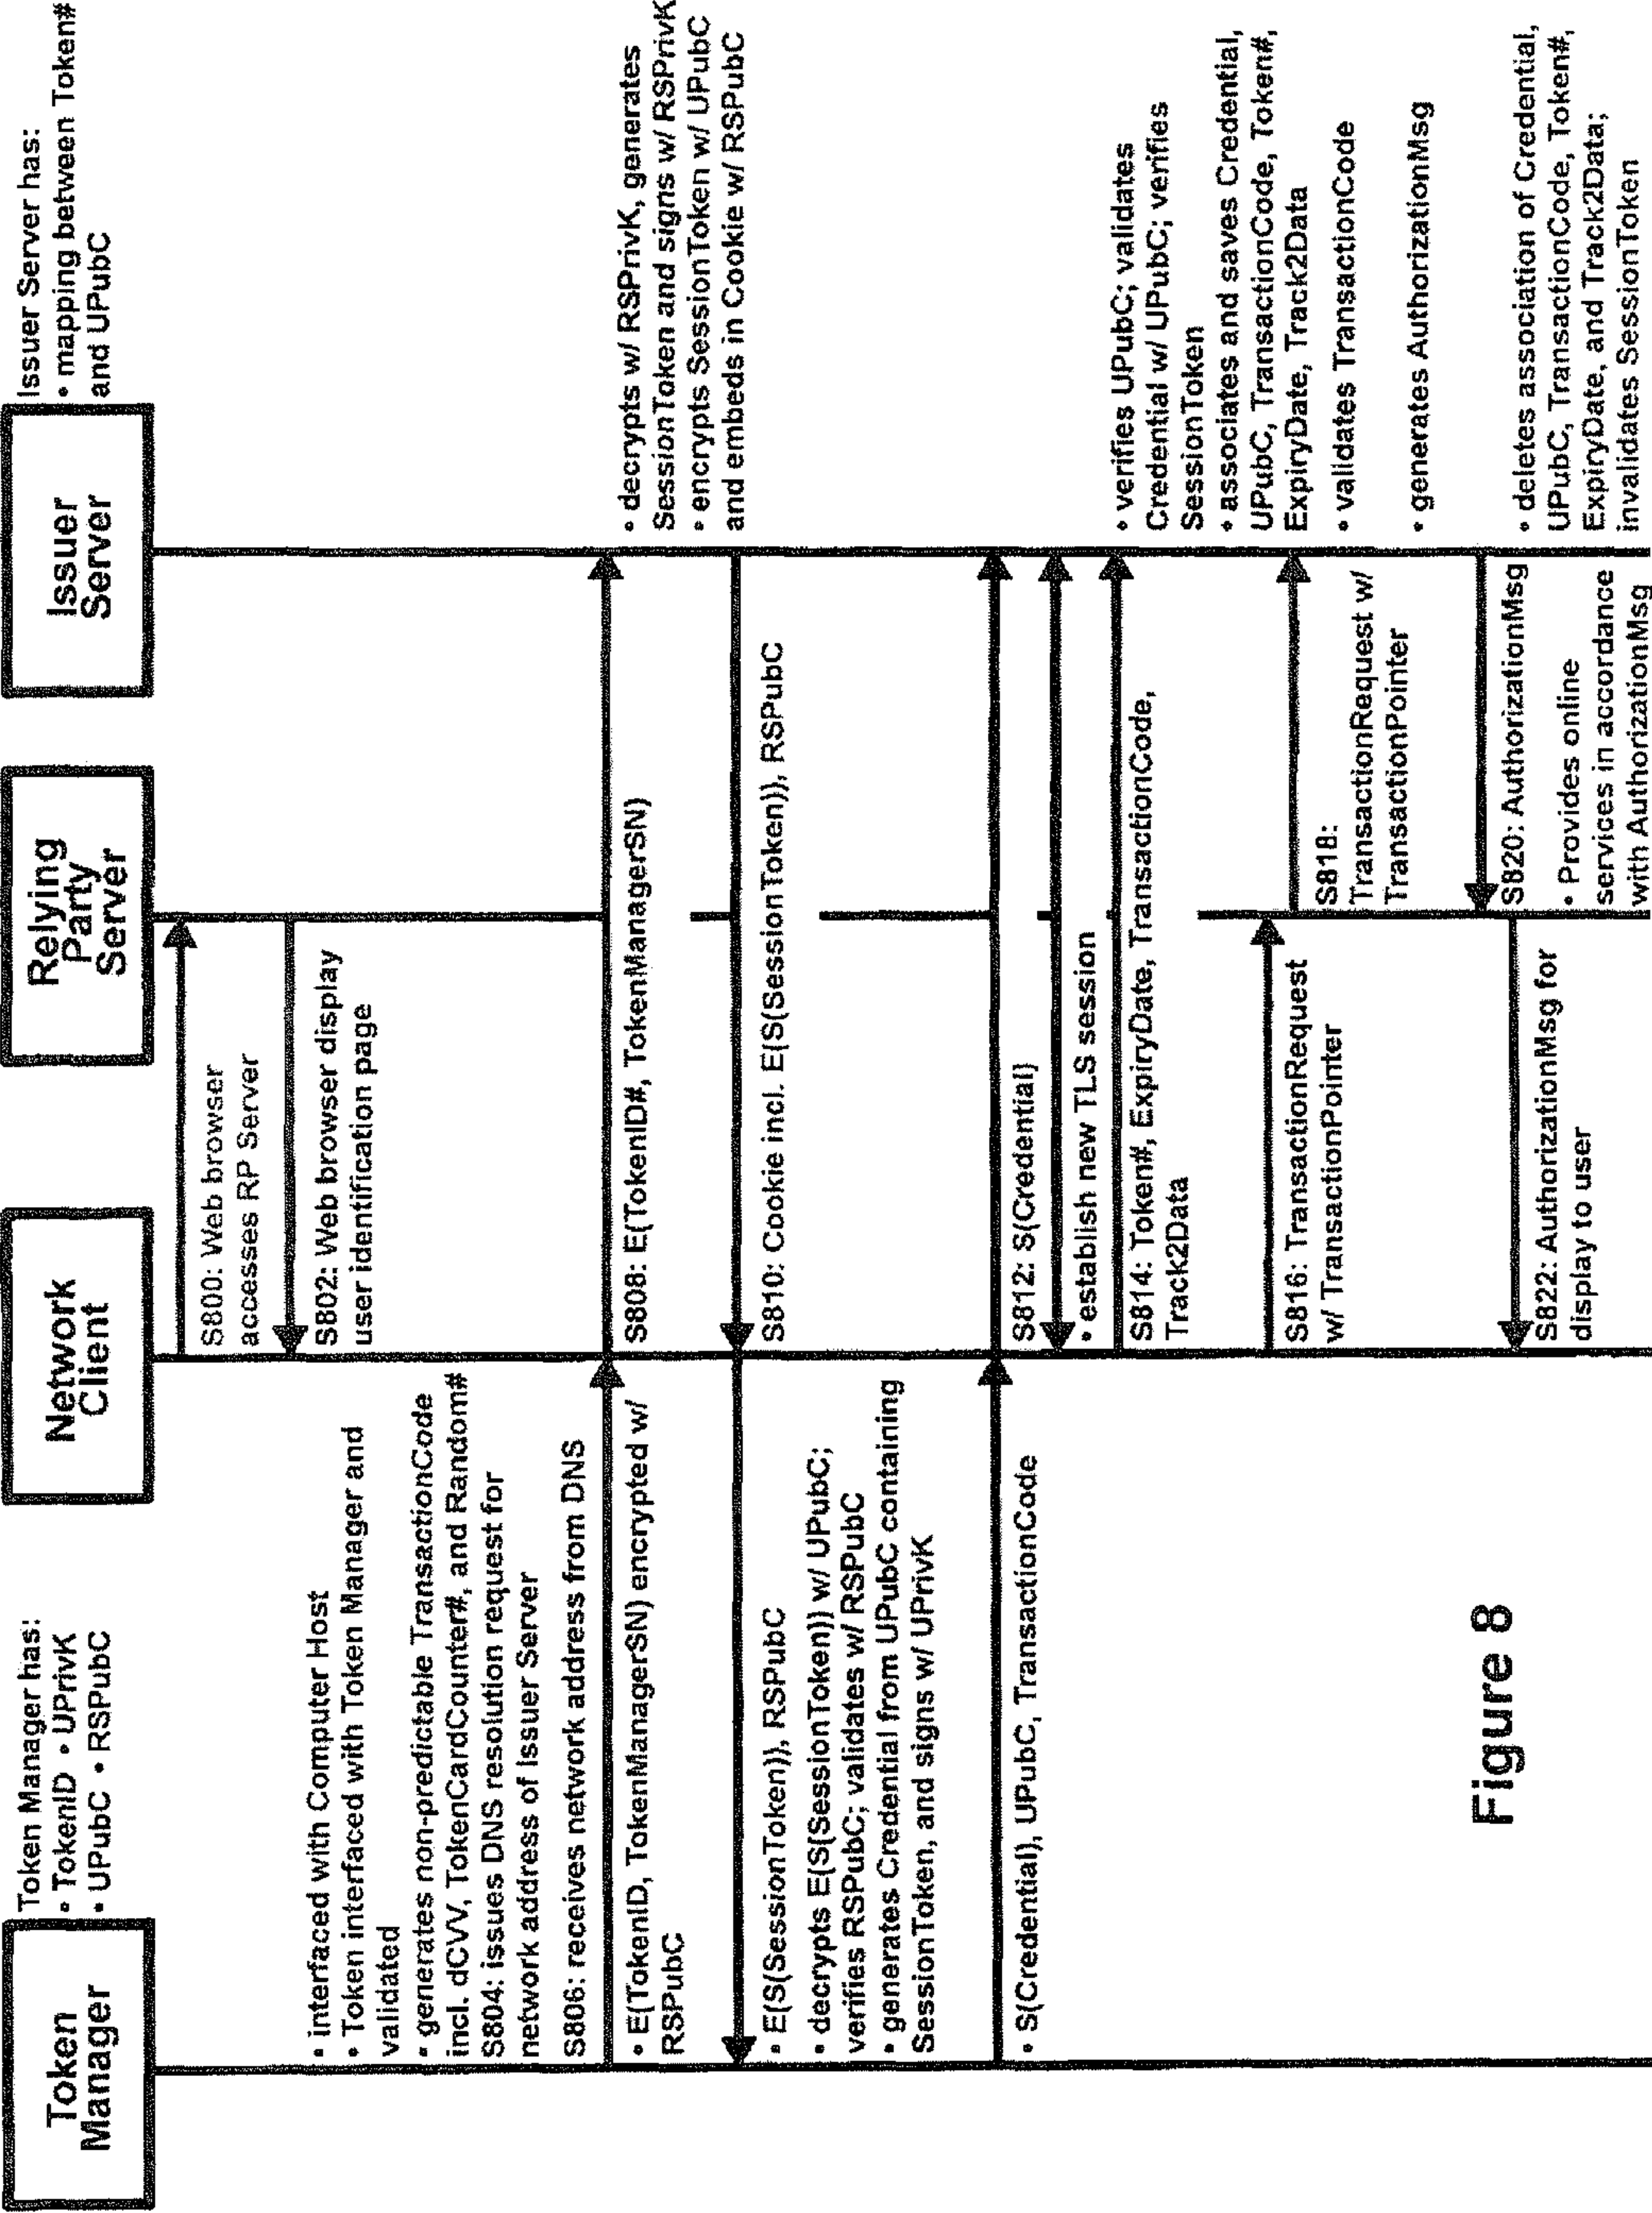 Token
Manager
Token Manager has:
• TokenID • UPrivK
• UPubC • RSPubC
Network
Client
Relying
Party
Server
Issuer
Server
Issuer Server has:
• mapping between Token#
and UPubC
S800: Web browser
accesses RP Server
S802: Web browser display
user identification page
• interfaced with Computer Host
• Token interfaced with Token Manager and
validated
• generates non-predictable TransactionCode
incl. dCVV, TokenCardCounter#, and Random#
S804: issues DNS resolution request for
network address of Issuer Server
S806: receives network address from DNS
• E(TokenID, TokenManagerSN) encrypted w/
RSPubC
S808: E(TokenID#, TokenManagerSN)
• decrypts w/ RSPrivK, generates
SessionToken and signs w/ RSPrivK
• encrypts SessionToken w/ UPubC
and embeds in Cookie w/ RSPubC
S810: Cookie incl. E(S(SessionToken)), RSPubC
• E(S(SessionToken)), RSPubC
• decrypts E(S(SessionToken)) w/ UPubC;
verifies RSPubC; validates w/ RSPubC
• generates Credential from UPubC containing
SessionToken, and signs w/ UPrivK
• S(Credential), UPubC, TransactionCode
S812: S(Credential)
• establish new TLS session
S814: Token#, ExpiryDate, TransactionCode,
Track2Data
• verifies UPubC; validates
Credential w/ UPubC; verifies
SessionToken
• associates and saves Credential,
UPubC, TransactionCode, Token#,
ExpiryDate, Track2Data
• validates TransactionCode
S816: TransactionRequest
w/ TransactionPointer
S818:
TransactionRequest w/
TransactionPointer
• generates AuthorizationMsg
S820: AuthorizationMsg
• Provides online
services in accordance
with AuthorizationMsg
S822: AuthorizationMsg for
display to user
• deletes association of Credential,
UPubC, TransactionCode, Token#,
ExpiryDate, and Track2Data;
invalidates SessionToken
Figure 8